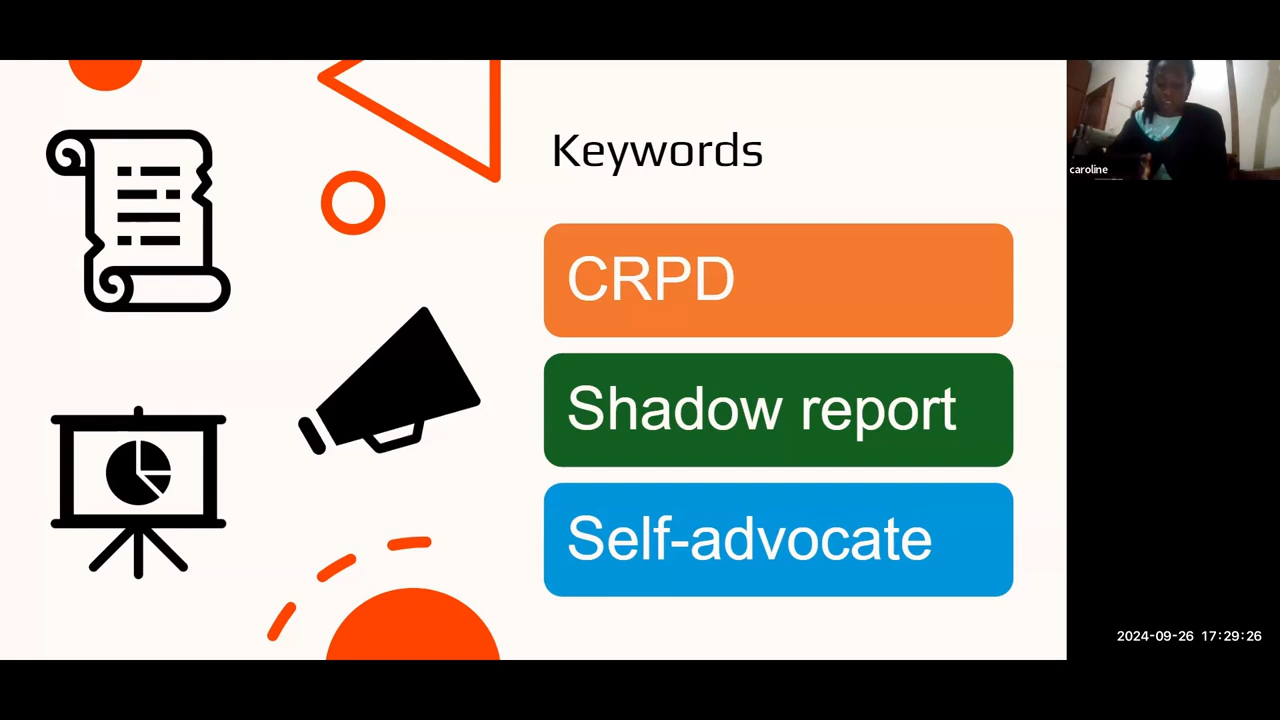 Keywords
CRPD
Shadow report
Self-advocate
caroline
2024-09-26 17:29:26